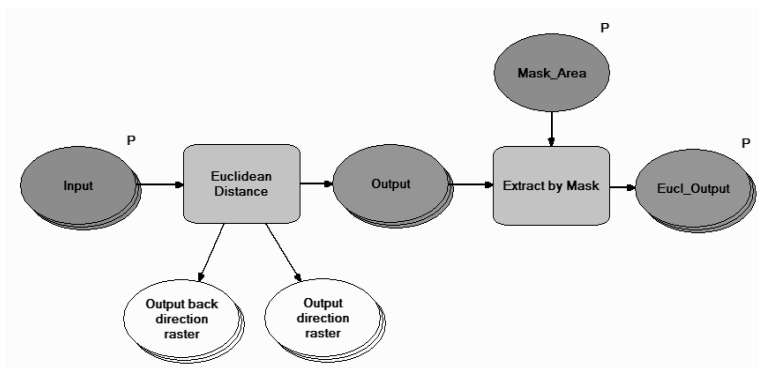 P
Mask_Area
P
Input
Euclidean
Distance
Output
Extract by Mask
P
Eucl_Output
Output back
direction
raster
Output
direction
raster